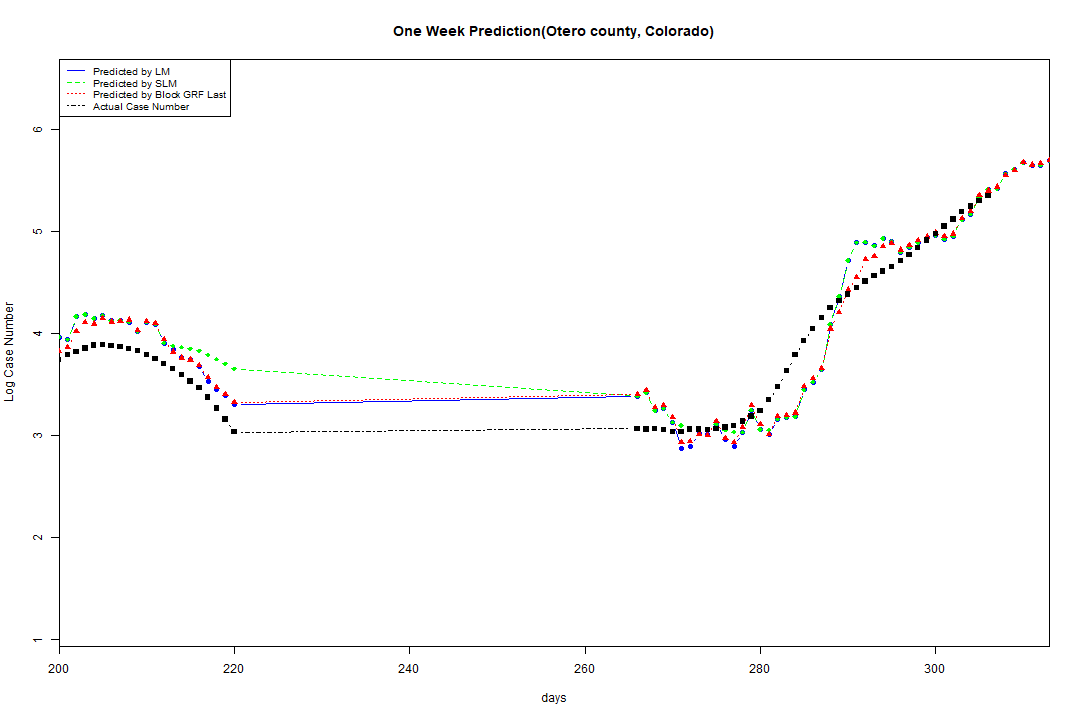 One Week Prediction(Otero county, Colorado)
Predicted by LM
Predicted by SLM
Predicted by Block GRF Last
Actual Case Number
6
5
4
3
2
1
Log Case Number
200 220 240 260 280 300
days